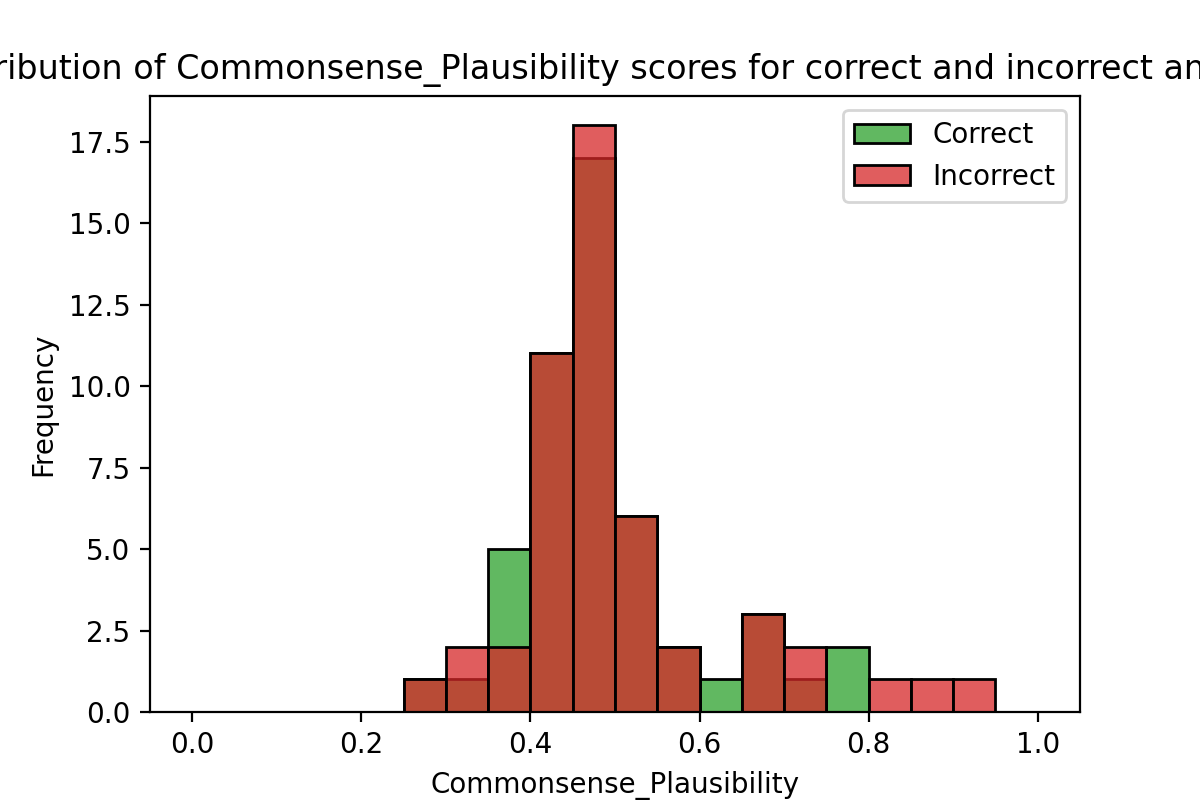 ribution of Commonsense_Plausibility scores for correct and incorrect an
Correct
Incorrect
17.5
15.0
12.5
10.0
7.5
5.0
2.5
0.0
Frequency
0.0 0.2 0.4 0.6 0.8 1.0
Commonsense_Plausibility